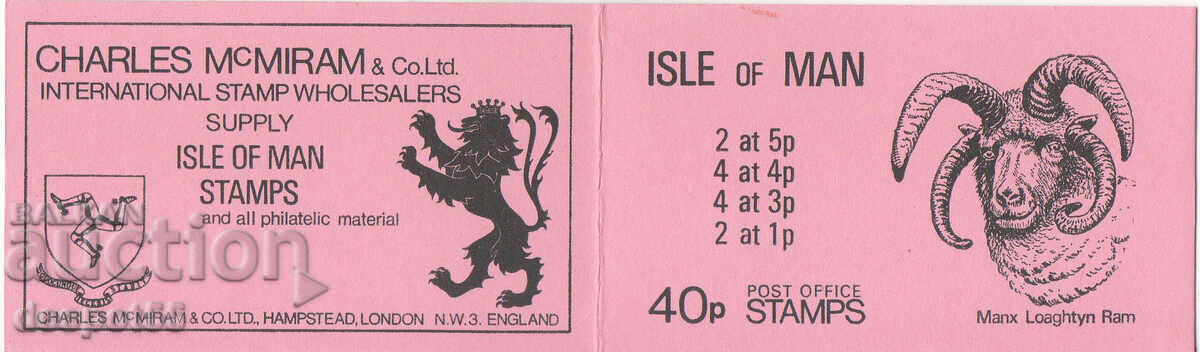 CHARLES McMIRAM & Co.Ltd.
INTERNATIONAL STAMP WHOLESALERS
SUPPLY
ISLE OF MAN
STAMPS
and all philatelic material
CHARLES McMIRAM & CO.LTD., HAMPSTEAD, LONDON N.W.3. ENGLAND
ISLE OF MAN
2 at 5p
4 at 4p
4 at 3p
2 at 1p
40p POST OFFICE STAMPS
Manx Loaghtyn Ram
BALKAN
auction